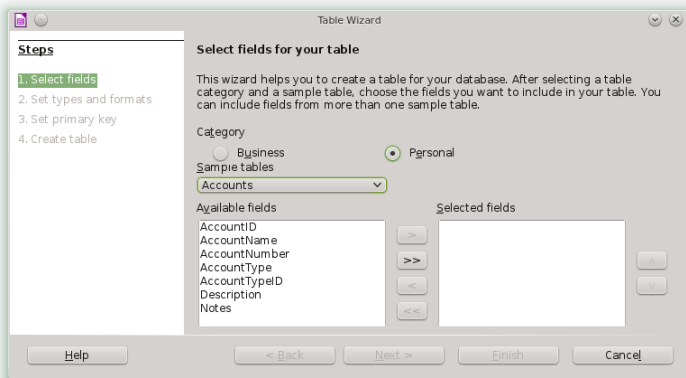 Table Wizard
Steps
1. Select fields
2. Set types and formats
3. Set primary key
4. Create table
Select fields for your table
This wizard helps you to create a table for your database. After selecting a table
category and a sample table, choose the fields you want to include in your table. You
can include fields from more than one sample table.
Category
Business
Personal
Sample tables
Accounts
Available fields
Selected fields
AccountID
AccountName
AccountNumber
AccountType
AccountTypeID
Description
Notes
>
>>
<
<<
Help
< Back
Next >
Finish
Cancel